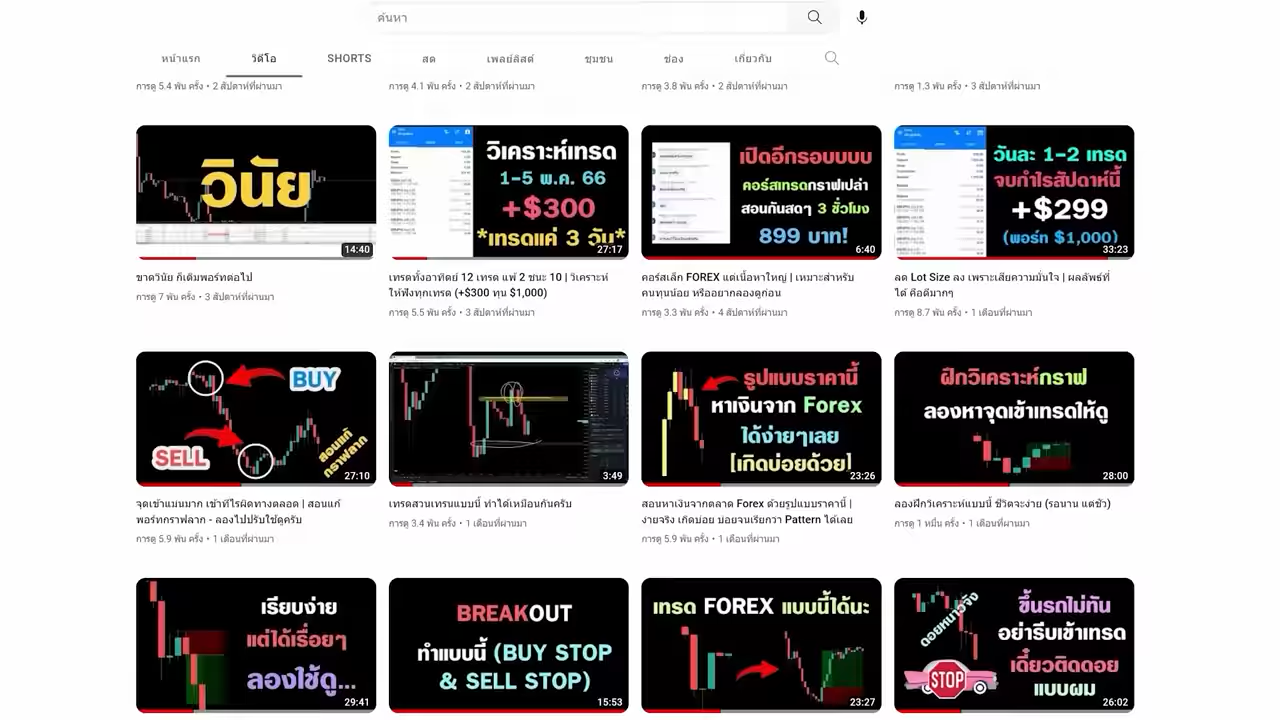 ค้นหา
หน้าแรก วิดีโอ SHORTS สด เพลย์ลิสต์ ชุมชน ช่อง เกี่ยวกับ
การดู 5.4 พัน ครั้ง • 2 สัปดาห์ที่ผ่านมา
การดู 4.1 พัน ครั้ง • 2 สัปดาห์ที่ผ่านมา
การดู 3.8 พัน ครั้ง • 2 สัปดาห์ที่ผ่านมา
การดู 1.3 พัน ครั้ง • 3 สัปดาห์ที่ผ่านมา
วินัย
14:40
วิเคราะห์เทรด
1-5 พ.ค. 66
+$300
*เทรดแค่ 3 วัน*
27:17
เปิดอีกรอบบบบ
คอร์สเทรดกราฟเปล่า
สอนกันสดๆ 3 ชั่วโมง
899 บาท!
6:40
วันละ 1-2 เทรด
จบกำไรสัปดาห์นี้
+$299
(พอร์ท $1,000)
33:23
ขาดวินัย ก็เติมพอร์ทต่อไป
การดู 7 พัน ครั้ง • 3 สัปดาห์ที่ผ่านมา
เทรดทั้งอาทิตย์ 12 เทรด แพ้ 2 ชนะ 10 | วิเคราะห์
ให้ฟังทุกเทรด (+$300 ทุน $1,000)
การดู 5.5 พัน ครั้ง • 3 สัปดาห์ที่ผ่านมา
คอร์สเล็ก FOREX แต่เนื้อหาใหญ่ | เหมาะสำหรับ
คนทุนน้อย หรืออยากลองดูก่อน
การดู 3.3 พัน ครั้ง • 4 สัปดาห์ที่ผ่านมา
ลด Lot Size ลง เพราะเสียความมั่นใจ | ผลลัพธ์ที่
ได้ คือดีมากๆ
การดู 8.7 พัน ครั้ง • 1 เดือนที่ผ่านมา
BUY
SELL
สอนแก้
กราฟลาก
27:10
3:49
รูปแบบราคานี้
หาเงินจาก Forex
ได้ง่ายๆเลย
[เกิดบ่อยด้วย]
23:26
ฝึกวิเคราะห์กราฟ
ลองหาจุดเข้าเทรดให้ดู
28:00
จุดเข้าแม่นมาก เข้าทีไรผิดทางตลอด | สอนแก้
พอร์ทกราฟลาก - ลองไปปรับใช้ดูครับ
การดู 5.9 พัน ครั้ง • 1 เดือนที่ผ่านมา
เทรดสวนเทรนแบบนี้ ทำได้เหมือนกันครับ
การดู 3.4 พัน ครั้ง • 1 เดือนที่ผ่านมา
สอนหาเงินจากตลาด Forex ด้วยรูปแบบราคานี้ |
ง่ายจริง เกิดบ่อย บ่อยจนเรียกว่า Pattern ได้เลย
การดู 5.9 พัน ครั้ง • 1 เดือนที่ผ่านมา
ลองฝึกวิเคราะห์แบบนี้ ชีวิตจะง่าย (รอนาน แต่ชัว)
การดู 1 หมื่น ครั้ง • 1 เดือนที่ผ่านมา
เรียบง่าย
แต่ได้เรื่อยๆ
ลองใช้ดู...
29:41
BREAKOUT
ทำแบบนี้ (BUY STOP
& SELL STOP)
15:53
เทรด FOREX แบบนี้ได้นะ
23:27
ดอยหนาวจัง
ขึ้นรถไม่ทัน
อย่ารีบเข้าเทรด
เดี๋ยวติดดอย
แบบผม
STOP
26:02